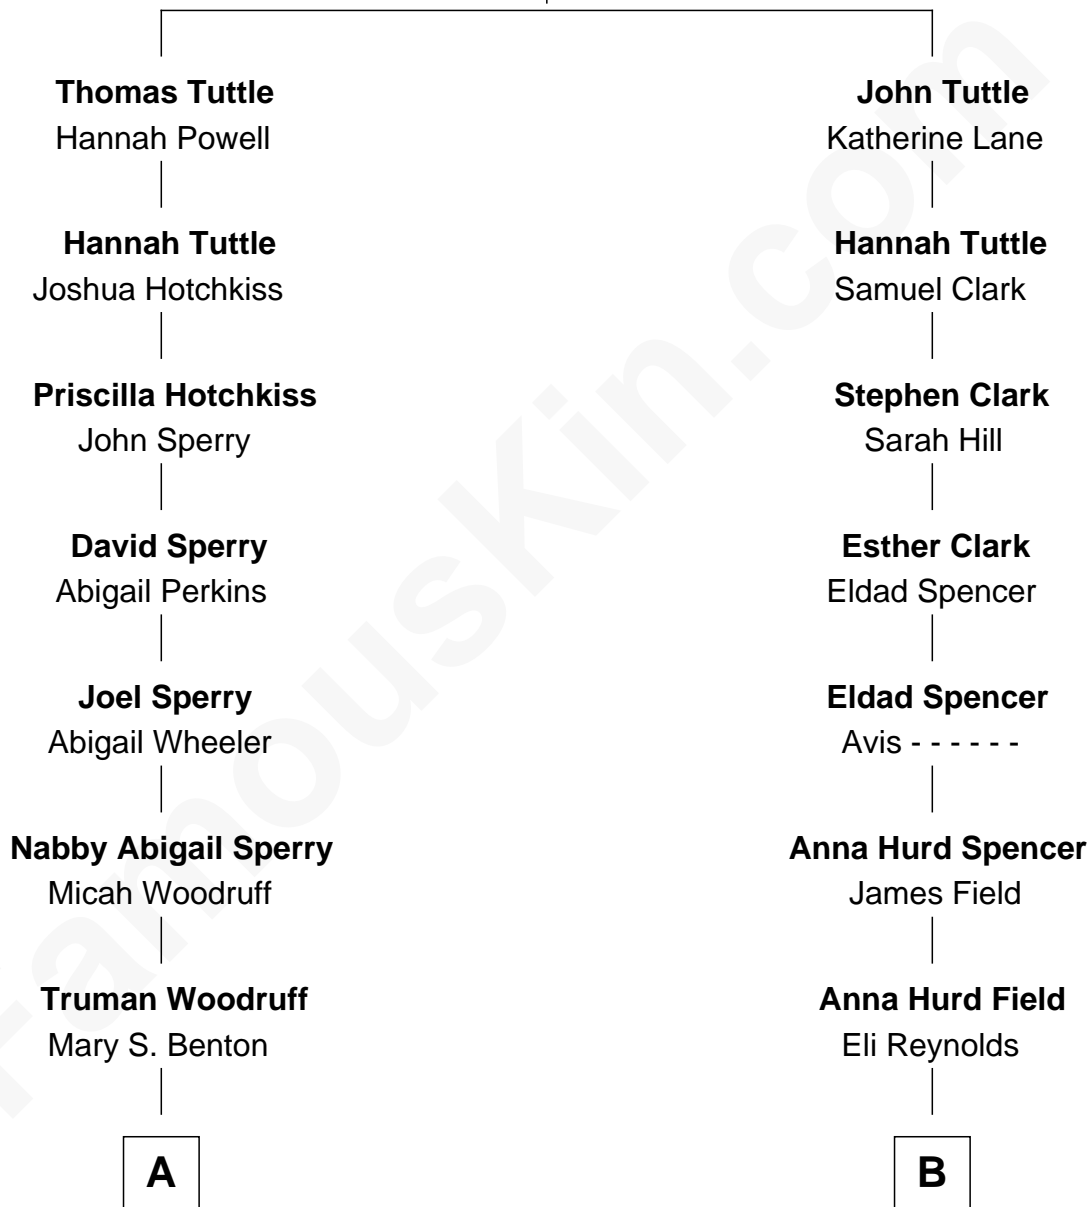 Thomas Tuttle
Hannah Powell
Hannah Tuttle
Joshua Hotchkiss
Priscilla Hotchkiss
John Sperry
David Sperry
Abigail Perkins
Joel Sperry
Abigail Wheeler
Nabby Abigail Sperry
Micah Woodruff
Truman Woodruff
Mary S. Benton
A
John Tuttle
Katherine Lane
Hannah Tuttle
Samuel Clark
Stephen Clark
Sarah Hill
Esther Clark
Eldad Spencer
Eldad Spencer
Avis - - - - - -
Anna Hurd Spencer
James Field
Anna Hurd Field
Eli Reynolds
B
FamousKin.com